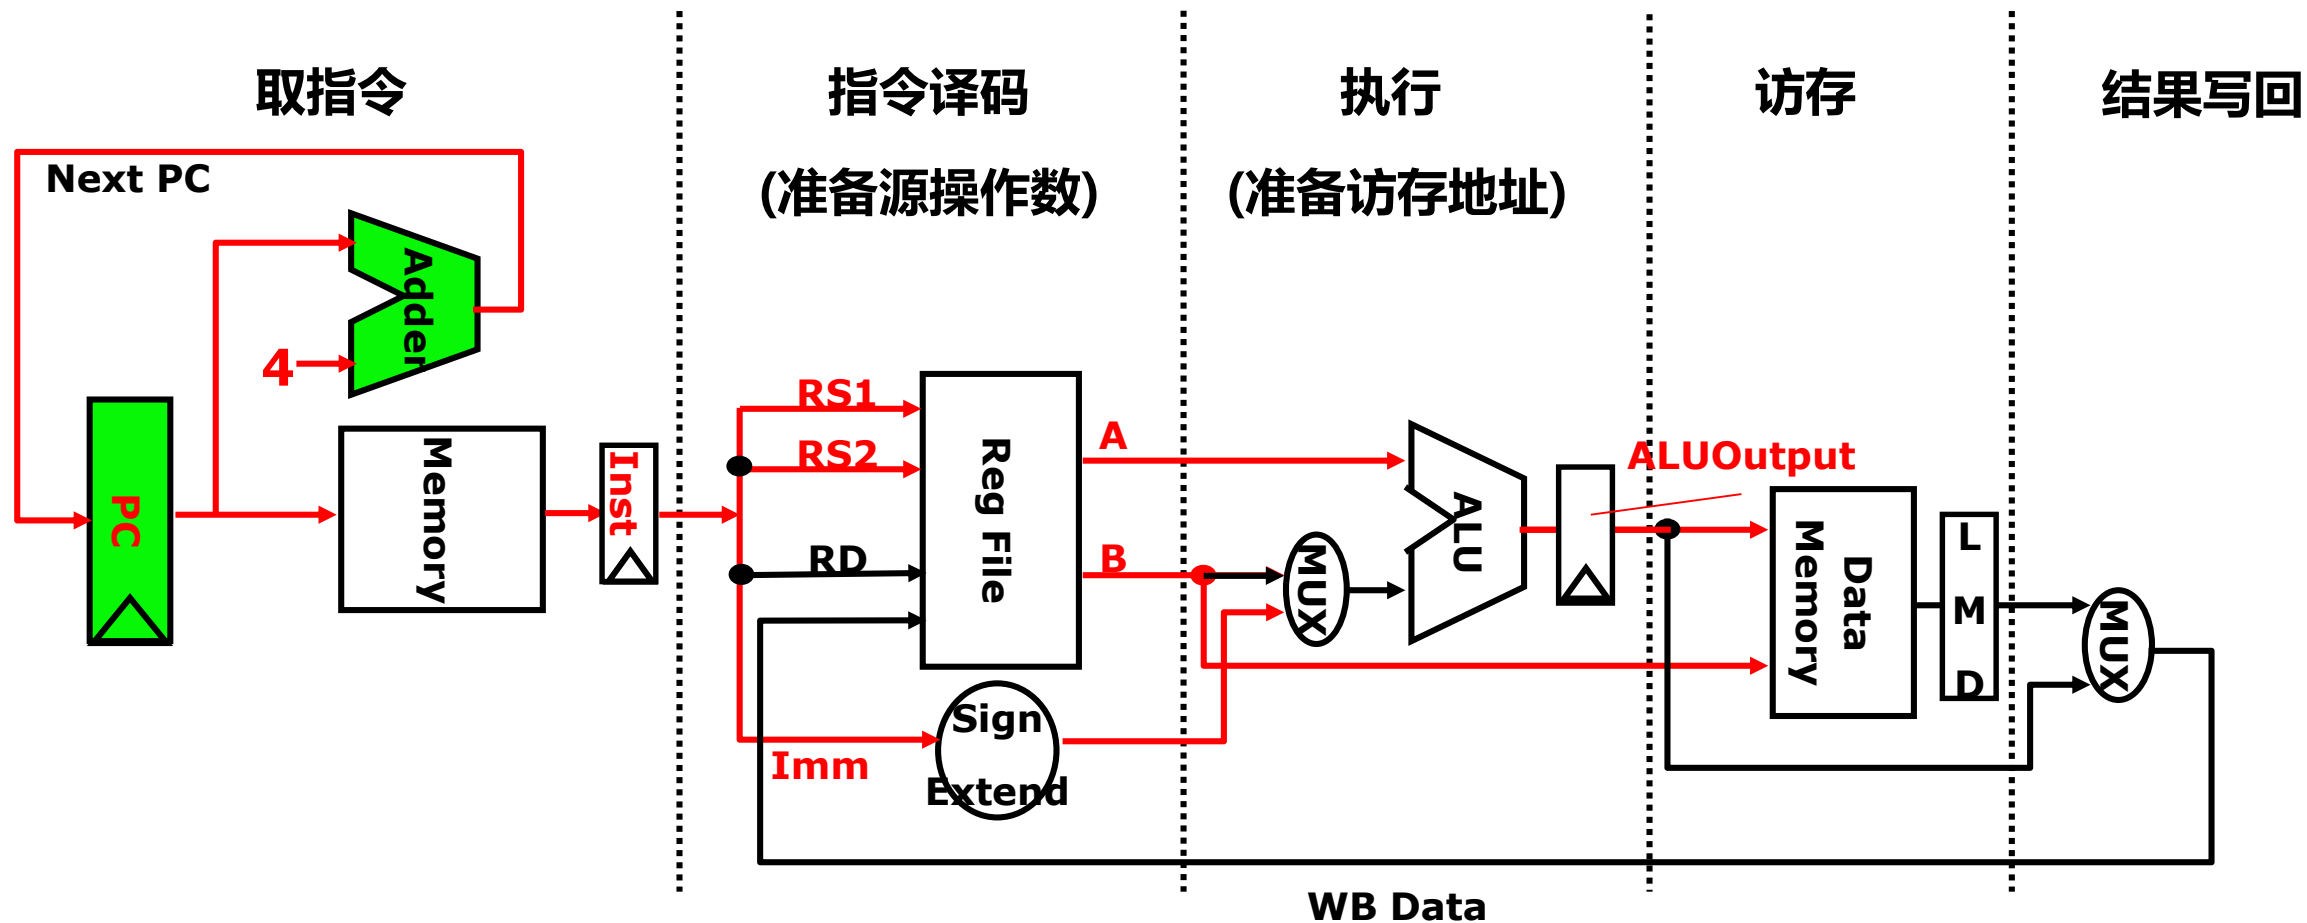 取指令
指令译码
(准备源操作数)
执行
(准备访存地址)
访存
结果写回
Next PC
Adder
4
PC
Memory
Inst
RS1
RS2
RD
Imm
Reg File
Sign
Extend
A
B
MUX
ALU
ALUOutput
Data
Memory
L
M
D
MUX
WB Data